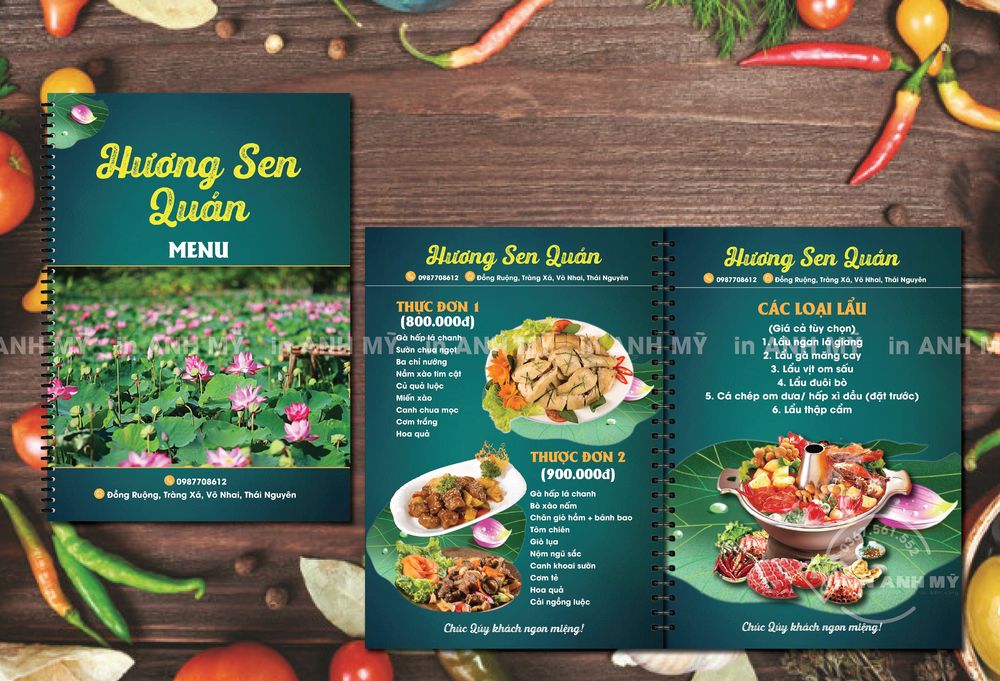 Hương Sen
Quán
MENU
0987708612
Đồng Ruộng, Tràng Xá, Võ Nhai, Thái Nguyên
Hương Sen Quán
0987708612 Đồng Ruộng, Tràng Xá, Võ Nhai, Thái Nguyên
THỰC ĐƠN 1
(800.000đ)
Gà hấp lá chanh
Sườn chua ngọt
Ba chỉ nướng
Nấm xào tim cật
Củ quả luộc
Miến xào
Canh chua mọc
Cơm trắng
Hoa quả
THƯỢC ĐƠN 2
(900.000đ)
Gà hấp lá chanh
Bò xào nấm
Chân giò hầm + bánh bao
Tôm chiên
Giò lụa
Nộm ngũ sắc
Canh khoai sườn
Cơm tẻ
Hoa quả
Cải ngồng luộc
Chúc Qúy khách ngon miệng!
Hương Sen Quán
0987708612 Đồng Ruộng, Tràng Xá, Võ Nhai, Thái Nguyên
CÁC LOẠI LẨU
(Giá cả tùy chọn)
1. Lẩu ngan lá giang
2. Lẩu gà măng cay
3. Lẩu vịt om sấu
4. Lẩu đuôi bò
5. Cá chép om dưa/ hấp xì dầu (đặt trước)
6. Lẩu thập cẩm
Chúc Qúy khách ngon miệng!
in ANH MỸ in ANH MỸ in ANH MỸ in ANH MỸ
in ANH MỸ